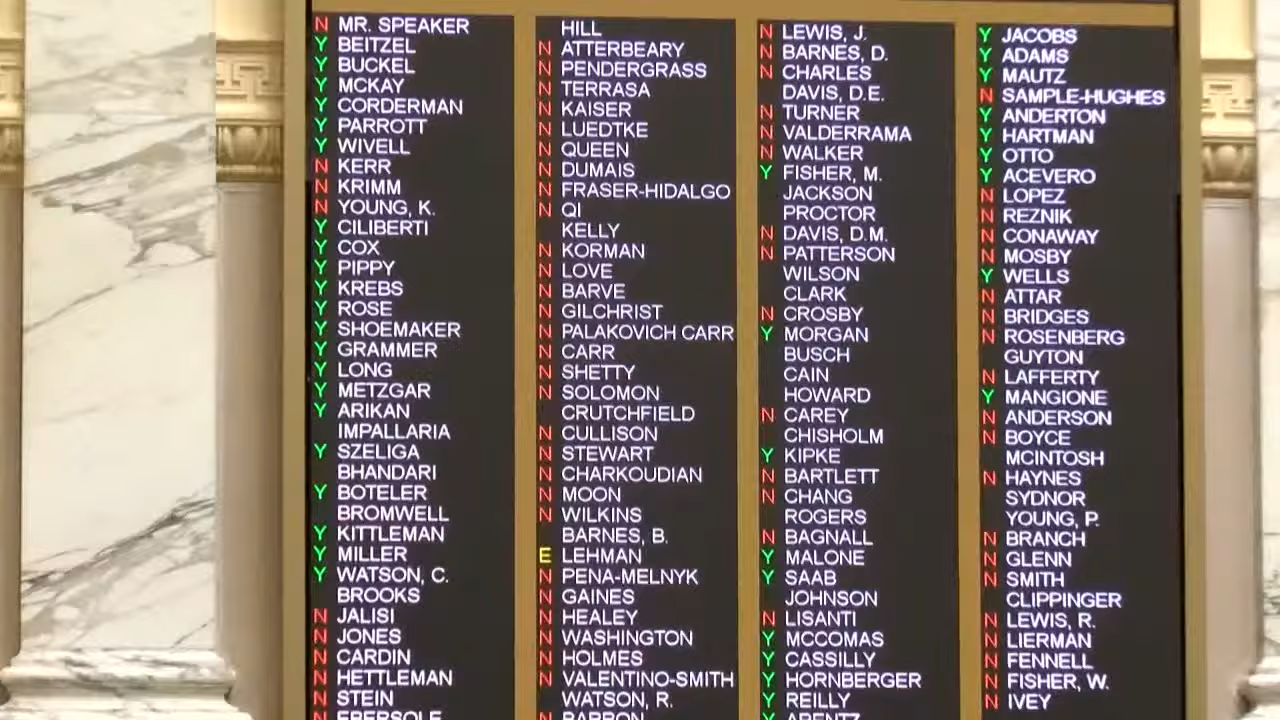 N MR. SPEAKER
Y BEITZEL
Y BUCKEL
Y MCKAY
Y CORDERMAN
Y PARROTT
Y WIVELL
N KERR
N KRIMM
N YOUNG, K.
Y CILIBERTI
Y COX
Y PIPPY
Y KREBS
Y ROSE
Y SHOEMAKER
Y GRAMMER
Y LONG
Y METZGAR
Y ARIKAN
IMPALLARIA
Y SZELIGA
BHANDARI
Y BOTELER
BROMWELL
Y KITTLEMAN
Y MILLER
Y WATSON, C.
BROOKS
N JALISI
N JONES
N CARDIN
N HETTLEMAN
N STEIN
N EBERSOLE
HILL
N ATTERBEARY
N PENDERGRASS
N TERRASA
N KAISER
N LUEDTKE
N QUEEN
N DUMAIS
N FRASER-HIDALGO
N QI
KELLY
N KORMAN
N LOVE
N BARVE
N GILCHRIST
N PALAKOVICH CARR
N CARR
N SHETTY
N SOLOMON
CRUTCHFIELD
N CULLISON
N STEWART
N CHARKOUDIAN
N MOON
N WILKINS
BARNES, B.
E LEHMAN
N PENA-MELNYK
N GAINES
N HEALEY
N WASHINGTON
N HOLMES
N VALENTINO-SMITH
WATSON, R.
N BARRON
N LEWIS, J.
N BARNES, D.
N CHARLES
DAVIS, D.E.
N TURNER
N VALDERRAMA
N WALKER
Y FISHER, M.
JACKSON
PROCTOR
N DAVIS, D.M.
N PATTERSON
WILSON
CLARK
N CROSBY
Y MORGAN
BUSCH
CAIN
HOWARD
N CAREY
CHISHOLM
Y KIPKE
N BARTLETT
N CHANG
ROGERS
N BAGNALL
Y MALONE
Y SAAB
JOHNSON
N LISANTI
Y MCCOMAS
Y CASSILLY
Y HORNBERGER
Y REILLY
Y ARENTZ
Y JACOBS
Y ADAMS
Y MAUTZ
N SAMPLE-HUGHES
Y ANDERTON
Y HARTMAN
Y OTTO
Y ACEVERO
N LOPEZ
N REZNIK
N CONAWAY
N MOSBY
Y WELLS
N ATTAR
N BRIDGES
N ROSENBERG
GUYTON
N LAFFERTY
Y MANGIONE
N ANDERSON
N BOYCE
MCINTOSH
N HAYNES
SYDNOR
YOUNG, P.
N BRANCH
N GLENN
N SMITH
CLIPPINGER
N LEWIS, R.
N LIERMAN
N FENNELL
N FISHER, W.
N IVEY